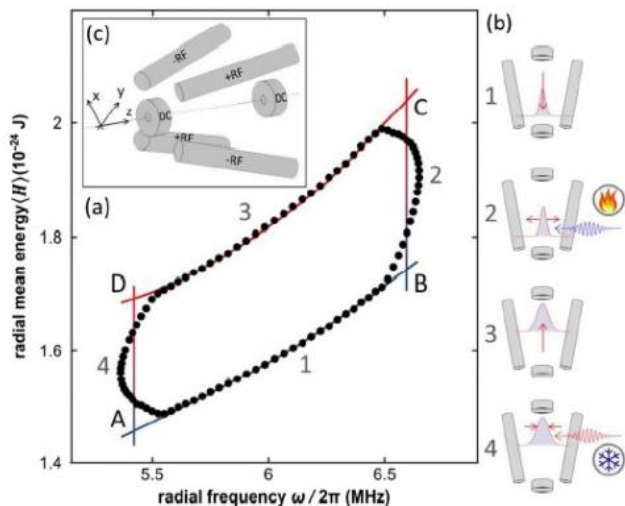 (c)
-RF
+RF
x
y
z
DC
DC
+RF
-RF
(a)
radial mean energy⟨H⟩(10⁻²⁴ J)
2
1.8
1.6
1.4
5.5
6
6.5
radial frequency ω / 2π (MHz)
A
B
C
D
1
2
3
4
(b)
1
2
3
4